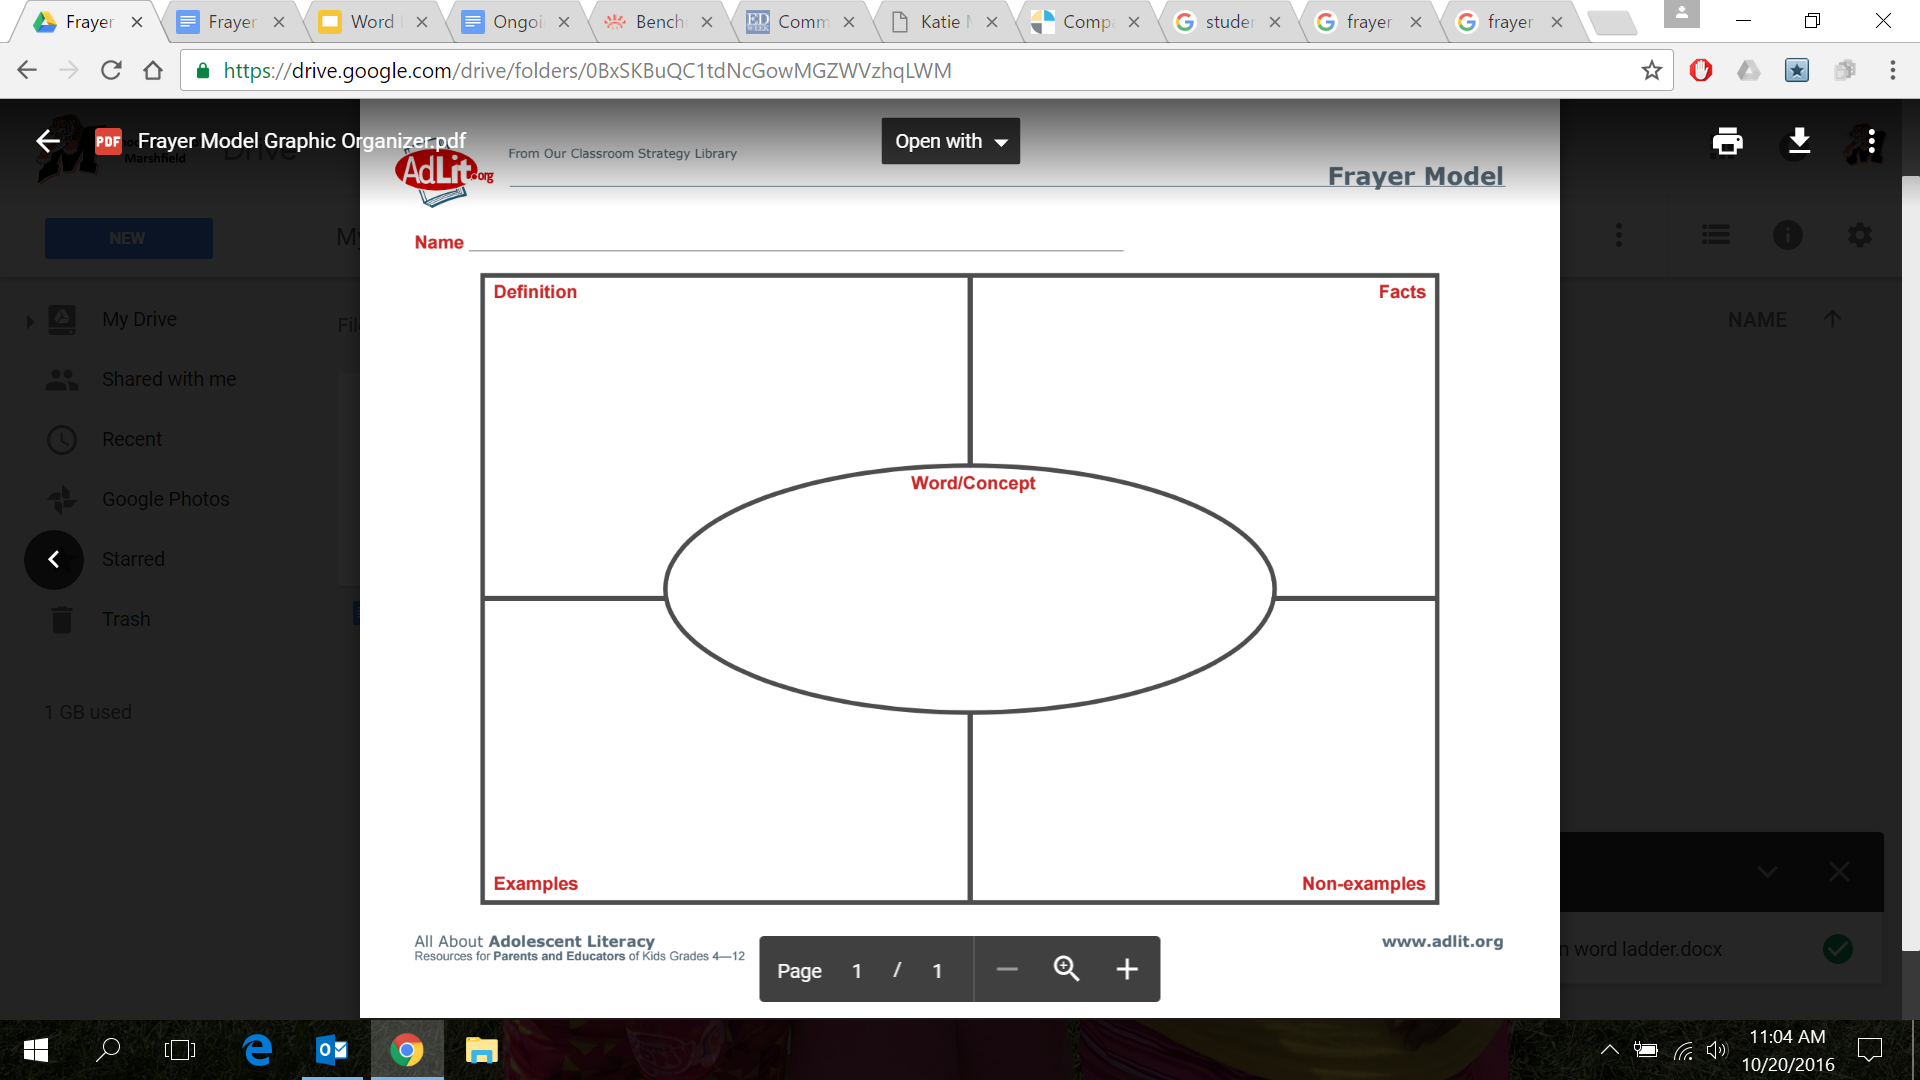 Frayer
Frayer
Word
Ongoi
Bench
Comm
Katie
Comp
studer
frayer
frayer
https://drive.google.com/drive/folders/0BxSKBuQC1tdNcGowMGZWVzhqLWM
PDF Frayer Model Graphic Organizer.pdf
Open with
Marshfield
Drive
AdLit.org
From Our Classroom Strategy Library
Frayer Model
NEW
My
Name
Definition
Facts
My Drive
NAME
Shared with me
Recent
Word/Concept
Google Photos
Starred
Trash
1 GB used
Examples
Non-examples
All About Adolescent Literacy
www.adlit.org
Resources for Parents and Educators of Kids Grades 4—12
word ladder.docx
Page 1 / 1
11:04 AM
10/20/2016